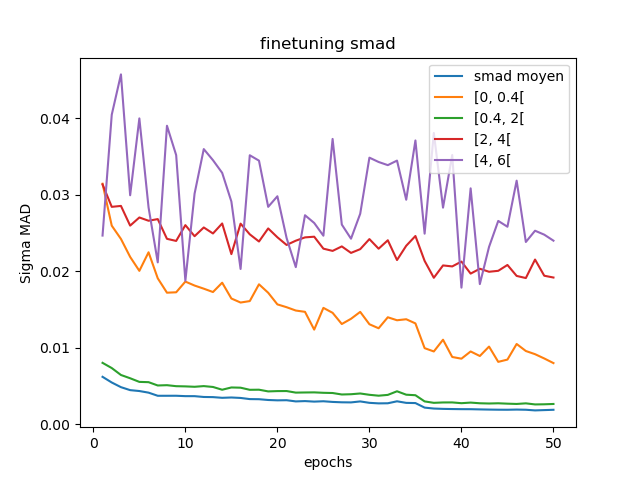 finetuning smad
smad moyen
[0, 0.4[
[0.4, 2[
[2, 4[
[4, 6[
Sigma MAD
0.04
0.03
0.02
0.01
0.00
0 10 20 30 40 50
epochs